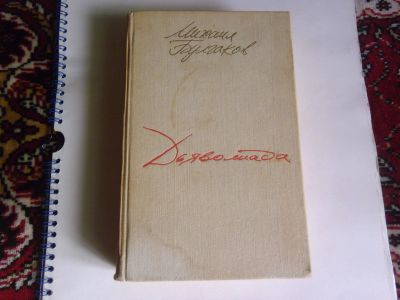 Михаил
Булгаков
Дьяволиада